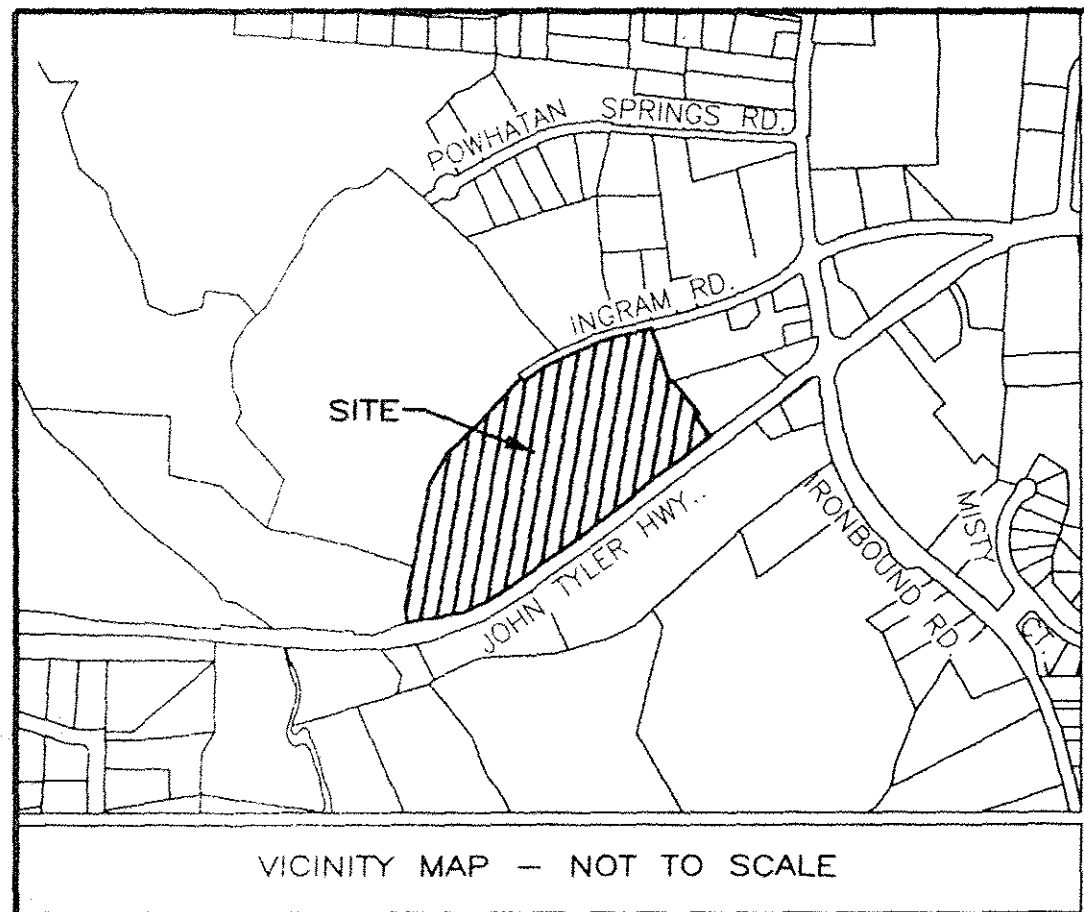 POWHATAN SPRINGS RD.
INGRAM RD.
SITE
JOHN TYLER HWY..
IRONBOUND RD.
MISTY CT.
VICINITY MAP – NOT TO SCALE